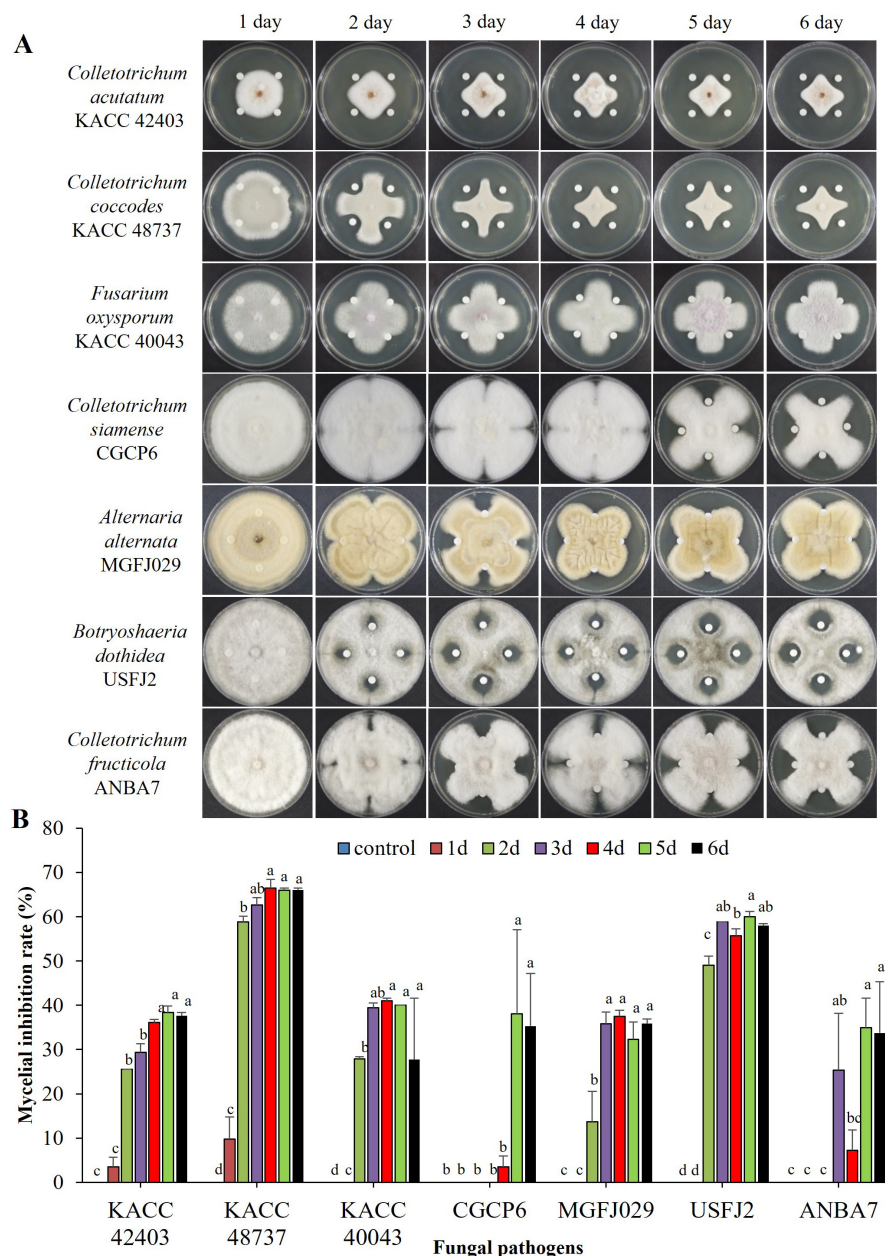 A
1 day 2 day 3 day 4 day 5 day 6 day
Colletotrichum
acutatum
KACC 42403
Colletotrichum
coccodes
KACC 48737
Fusarium
oxysporum
KACC 40043
Colletotrichum
siamense
CGCP6
Alternaria
alternata
MGFJ029
Botryoshaeria
dothidea
USFJ2
Colletotrichum
fructicola
ANBA7
B
Mycelial inhibition rate (%)
80
70
60
50
40
30
20
10
0
control 1d 2d 3d 4d 5d 6d
c c b b a a a
d c b ab a a a
d c b ab a a a
b b b b b a a
c c b a a a a
d d c ab b a ab
c c c ab bc a a
KACC KACC KACC CGCP6 MGFJ029 USFJ2 ANBA7
42403 48737 40043
Fungal pathogens